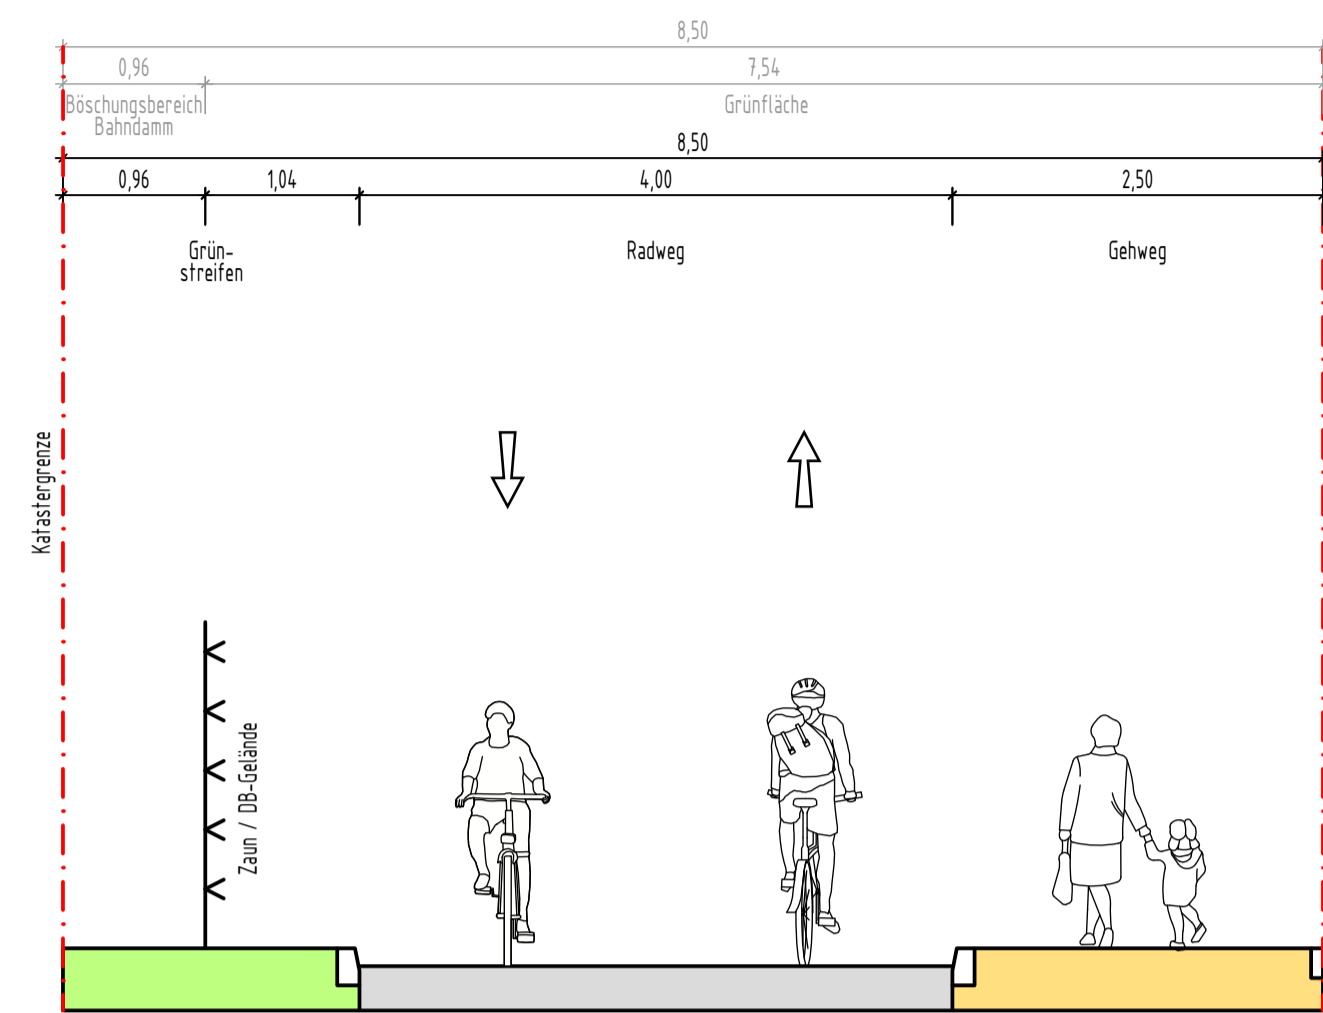 8,50
0,96 7,54
Böschungsbereich Grünfläche
Bahndamm
8,50
0,96 1,04 4,00 2,50
Grün-
streifen
Radweg
Gehweg
Katastergrenze
Zaun / DB-Gelände